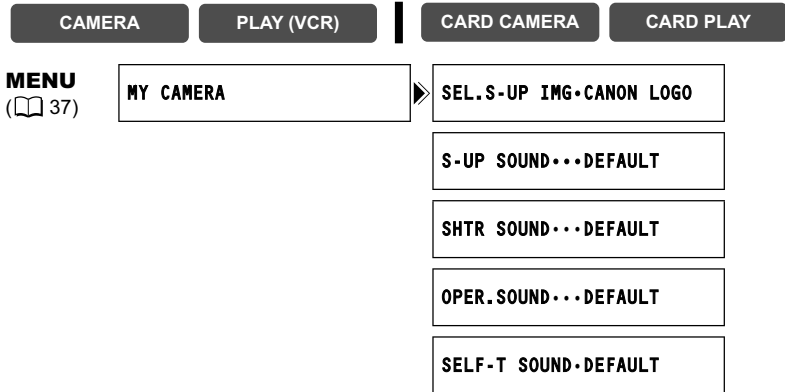 CAMERA PLAY (VCR) CARD CAMERA CARD PLAY
MENU MY CAMERA SEL.S-UP IMG•CANON LOGO
( 37)
S-UP SOUND•••DEFAULT
SHTR SOUND•••DEFAULT
OPER.SOUND•••DEFAULT
SELF-T SOUND•DEFAULT